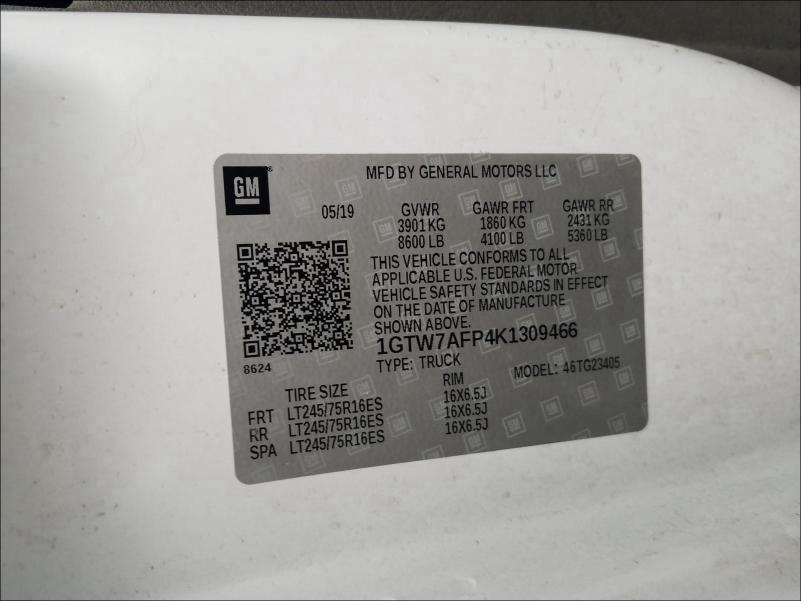 GM®
MFD BY GENERAL MOTORS LLC
05/19 GVWR GAWR FRT GAWR RR
3901 KG 1860 KG 2431 KG
8600 LB 4100 LB 5360 LB
THIS VEHICLE CONFORMS TO ALL
APPLICABLE U.S. FEDERAL MOTOR
VEHICLE SAFETY STANDARDS IN EFFECT
ON THE DATE OF MANUFACTURE
SHOWN ABOVE.
1GTW7AFP4K1309466
8624 TYPE: TRUCK MODEL: 46TG23405
TIRE SIZE RIM
FRT LT245/75R16ES 16X6.5J
RR LT245/75R16ES 16X6.5J
SPA LT245/75R16ES 16X6.5J